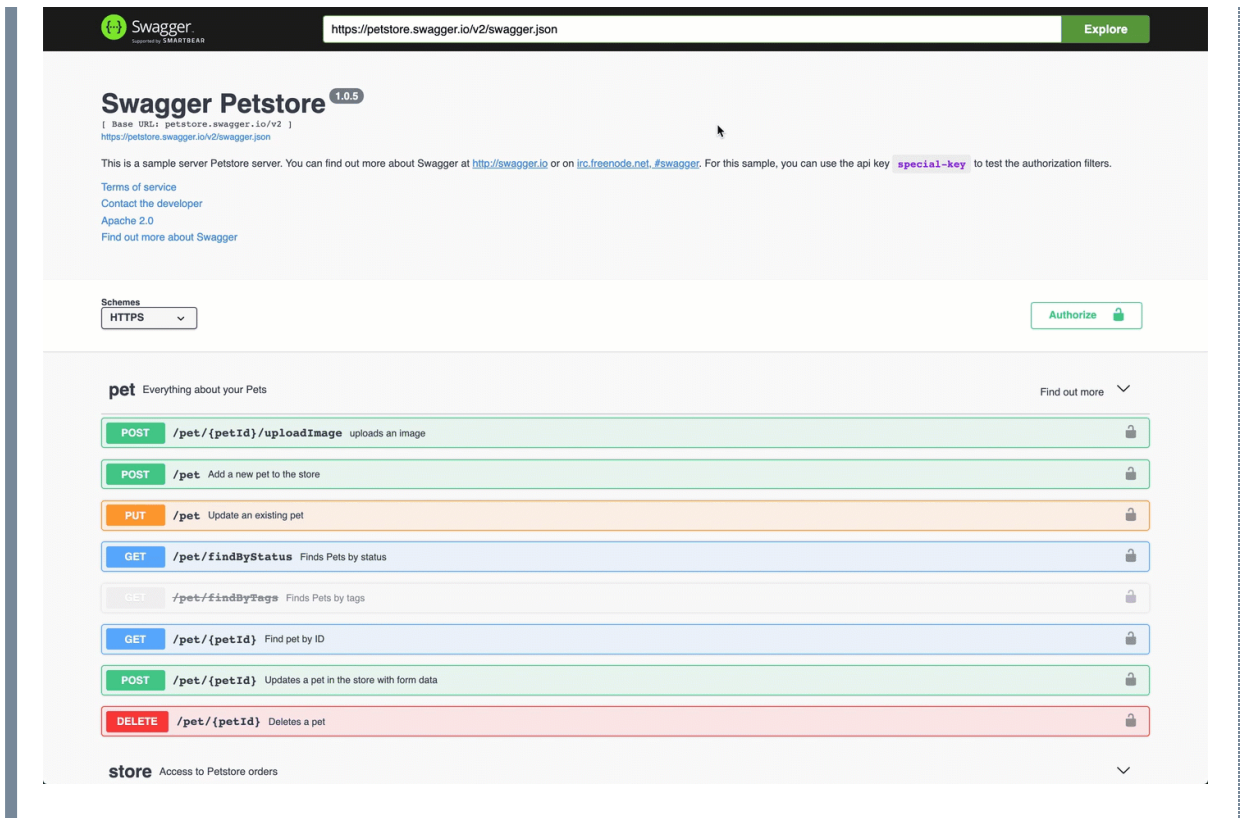 Swagger
Supported by SMARTBEAR
https://petstore.swagger.io/v2/swagger.json
Explore
Swagger Petstore 1.0.5
[ Base URL: petstore.swagger.io/v2 ]
https://petstore.swagger.io/v2/swagger.json
This is a sample server Petstore server. You can find out more about Swagger at http://swagger.io or on irc.freenode.net, #swagger. For this sample, you can use the api key special-key to test the authorization filters.
Terms of service
Contact the developer
Apache 2.0
Find out more about Swagger
Schemes
HTTPS
Authorize
pet Everything about your Pets
Find out more
POST /pet/{petId}/uploadImage uploads an image
POST /pet Add a new pet to the store
PUT /pet Update an existing pet
GET /pet/findByStatus Finds Pets by status
GET /pet/findByTags Finds Pets by tags
GET /pet/{petId} Find pet by ID
POST /pet/{petId} Updates a pet in the store with form data
DELETE /pet/{petId} Deletes a pet
store Access to Petstore orders